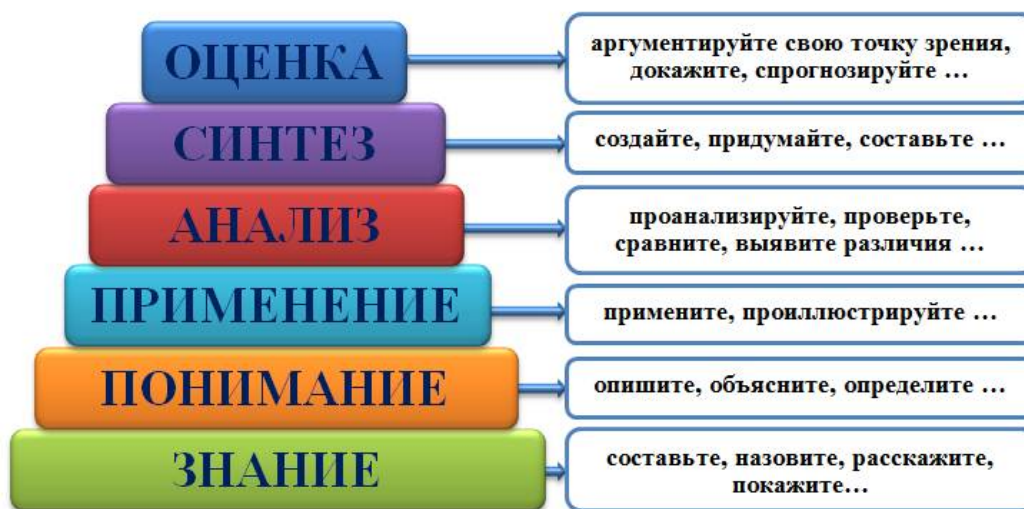 ОЦЕНКА
аргументируйте свою точку зрения,
докажите, спрогнозируйте ...
СИНТЕЗ
создайте, придумайте, составьте ...
АНАЛИЗ
проанализируйте, проверьте,
сравните, выявите различия ...
ПРИМЕНЕНИЕ
примените, проиллюстрируйте ...
ПОНИМАНИЕ
опишите, объясните, определите ...
ЗНАНИЕ
составьте, назовите, расскажите,
покажите...